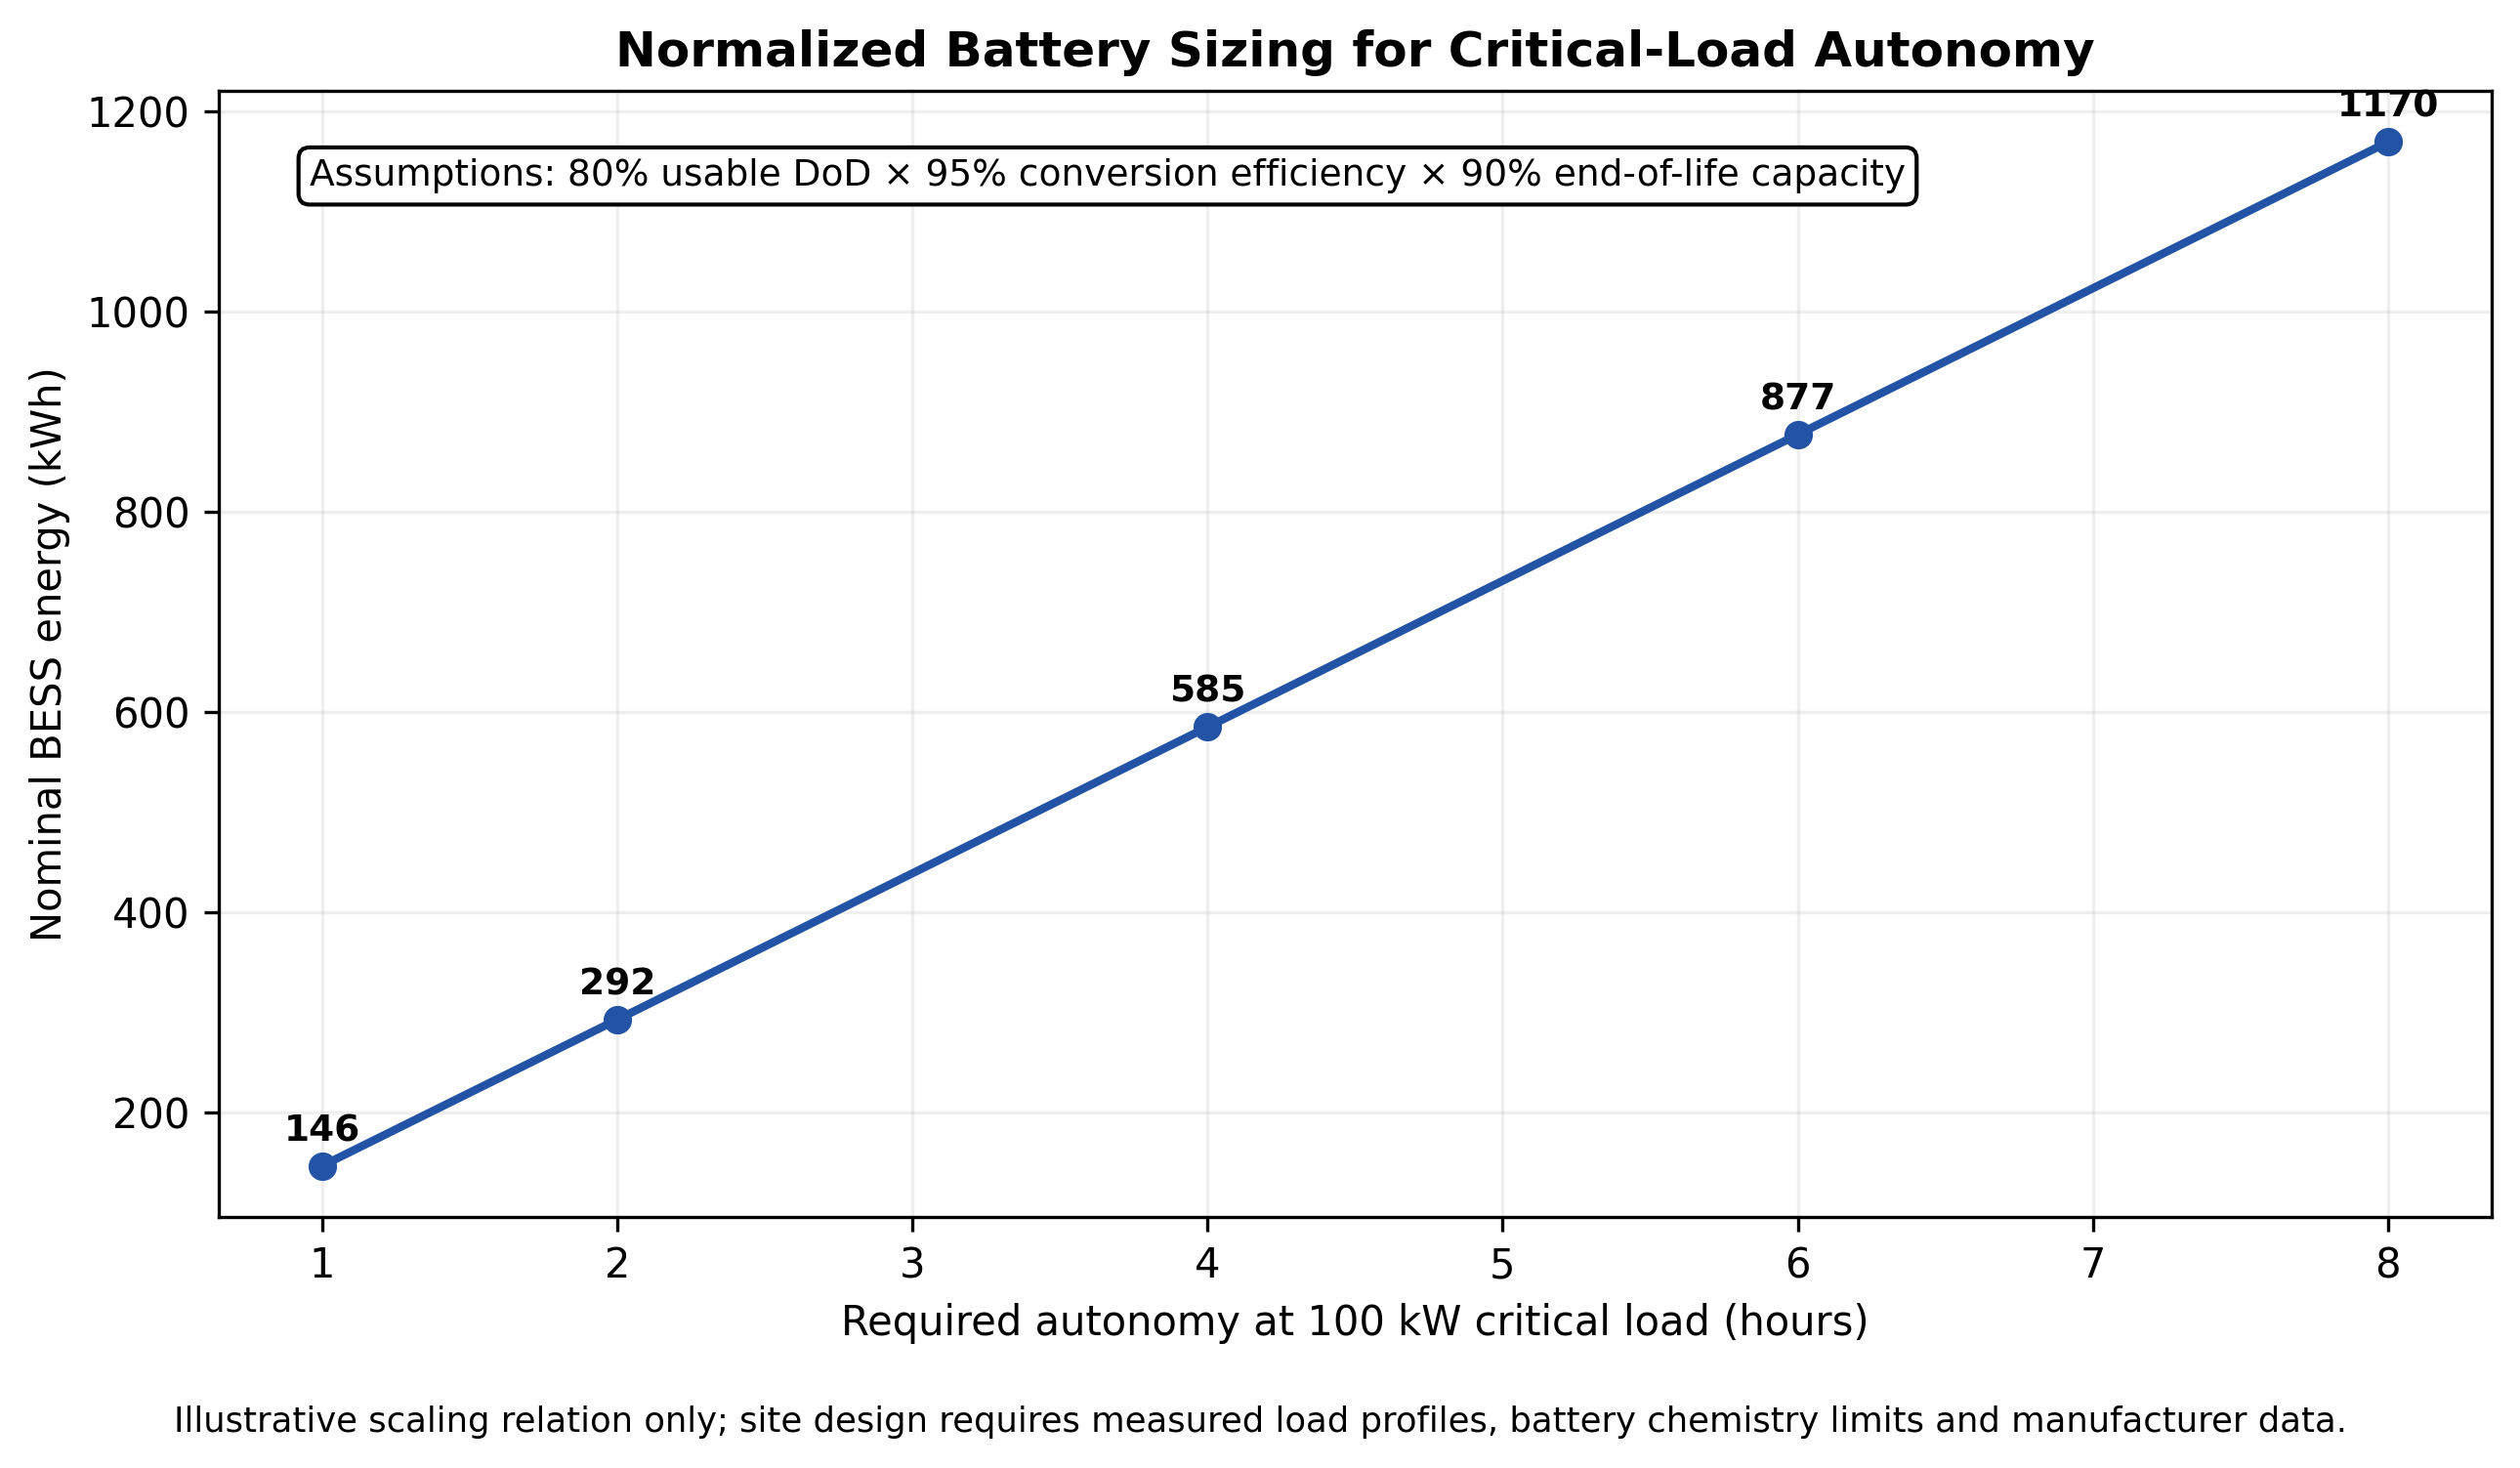 Normalized Battery Sizing for Critical-Load Autonomy
1200
1170
Assumptions: 80% usable DoD × 95% conversion efficiency × 90% end-of-life capacity
1000
877
800
585
600
400
292
200
146
Nominal BESS energy (kWh)
1 2 3 4 5 6 7 8
Required autonomy at 100 kW critical load (hours)
Illustrative scaling relation only; site design requires measured load profiles, battery chemistry limits and manufacturer data.